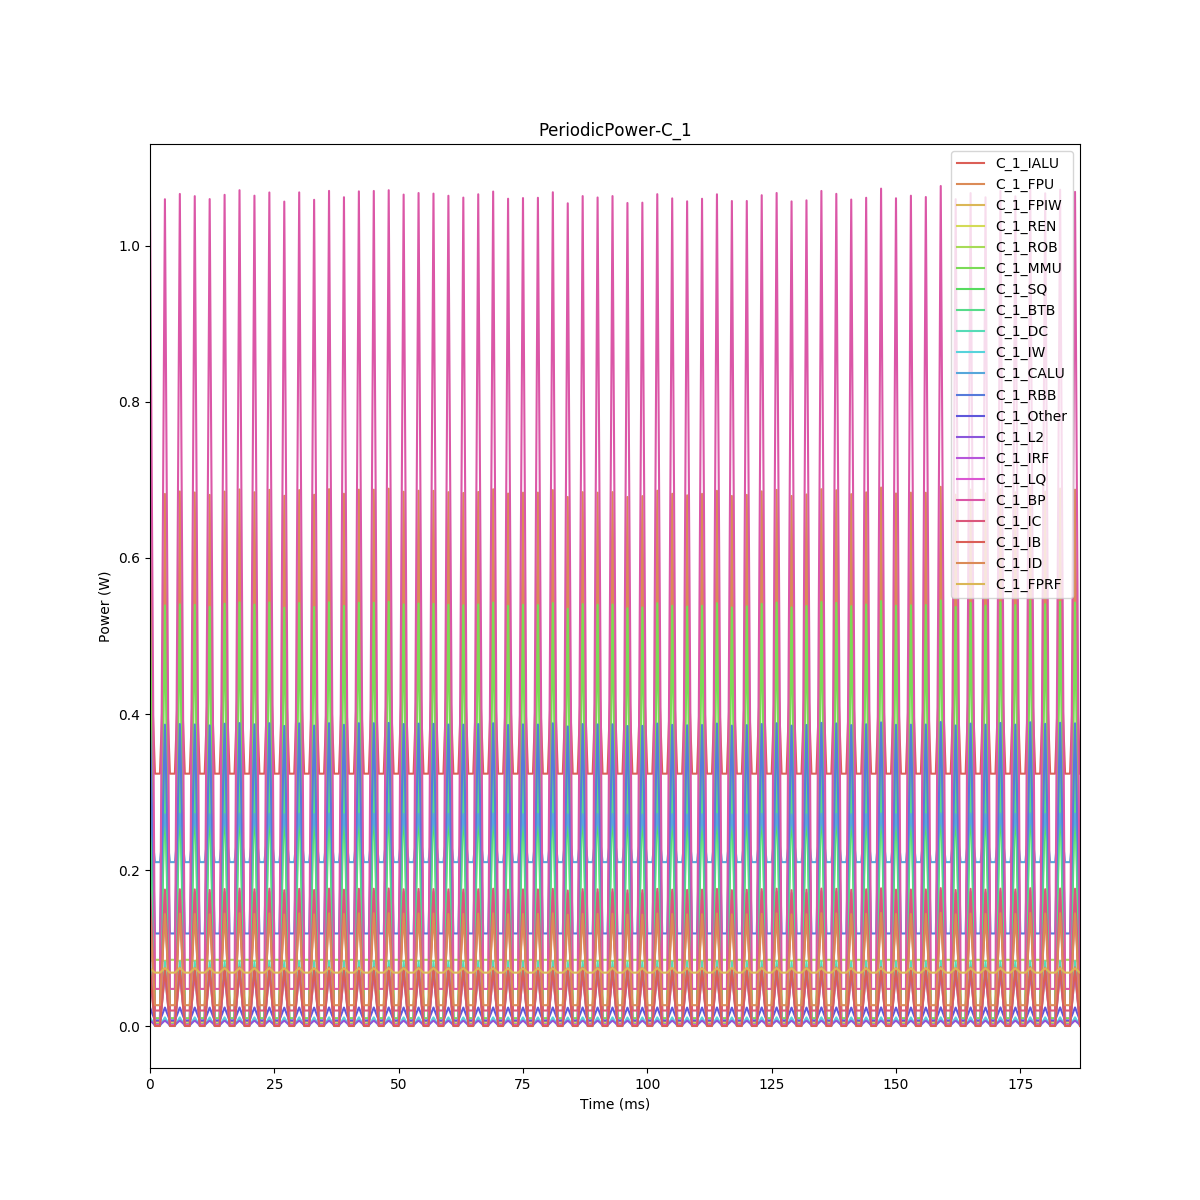 PeriodicPower-C_1
C_1_IALU
C_1_FPU
C_1_FPIW
C_1_REN
C_1_ROB
C_1_MMU
C_1_SQ
C_1_BTB
C_1_DC
C_1_IW
C_1_CALU
C_1_RBB
C_1_Other
C_1_L2
C_1_IRF
C_1_LQ
C_1_BP
C_1_IC
C_1_IB
C_1_ID
C_1_FPRF
1.0
0.8
0.6
0.4
0.2
0.0
Power (W)
0 25 50 75 100 125 150 175
Time (ms)